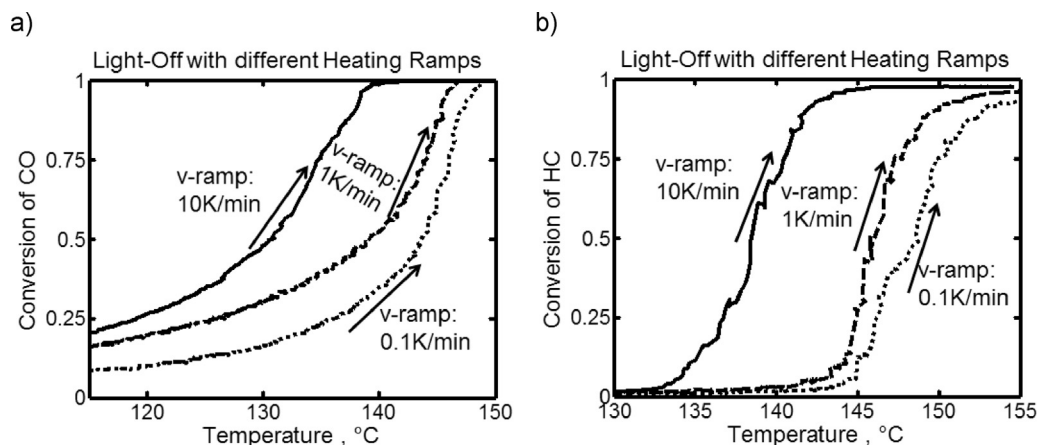 a)
Light-Off with different Heating Ramps
Conversion of CO
1
0.75
0.5
0.25
0
v-ramp:
10K/min
v-ramp:
1K/min
v-ramp:
0.1K/min
120
130
140
150
Temperature , °C
b)
Light-Off with different Heating Ramps
Conversion of HC
1
0.75
0.5
0.25
0
v-ramp:
10K/min
v-ramp:
1K/min
v-ramp:
0.1K/min
130
135
140
145
150
155
Temperature , °C